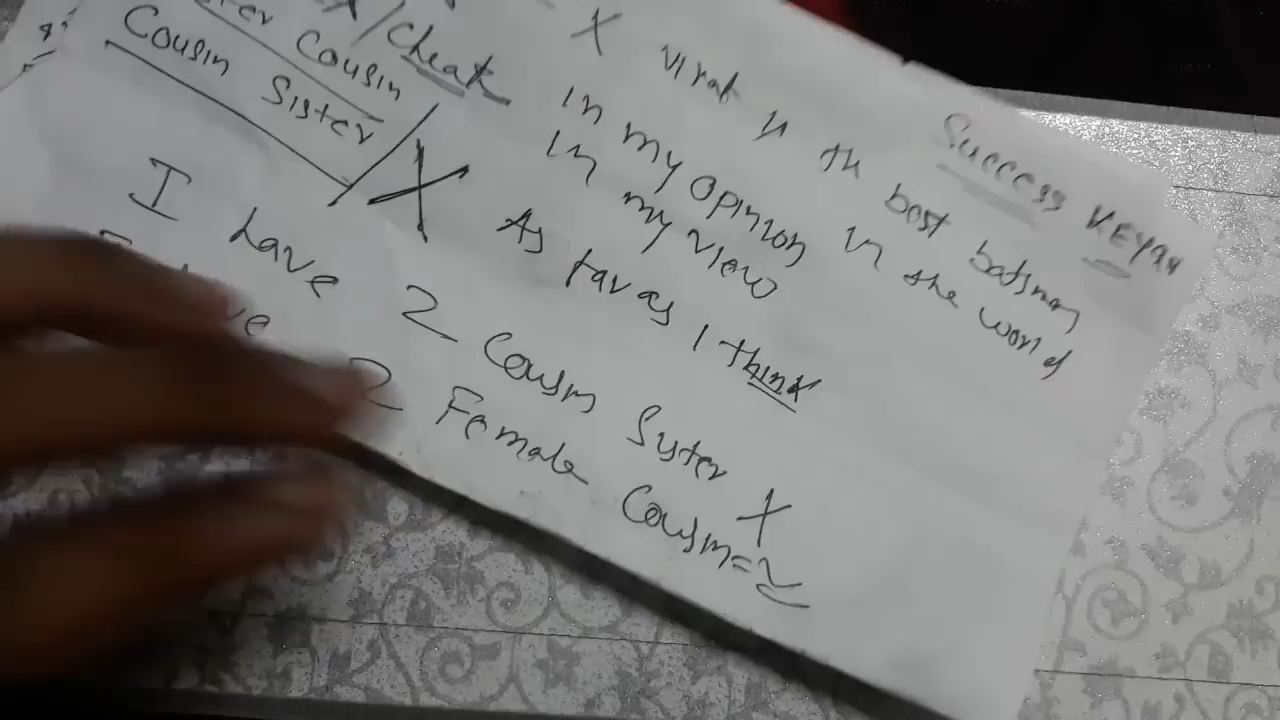 Success KEYan
X virat is the best batsman
in the world
in my opinion
in my view
As far as I think
X
/Cheat
Cousin
Cousin Sister
I have 2 Cousin Sister X
2 Female Cousin = 2